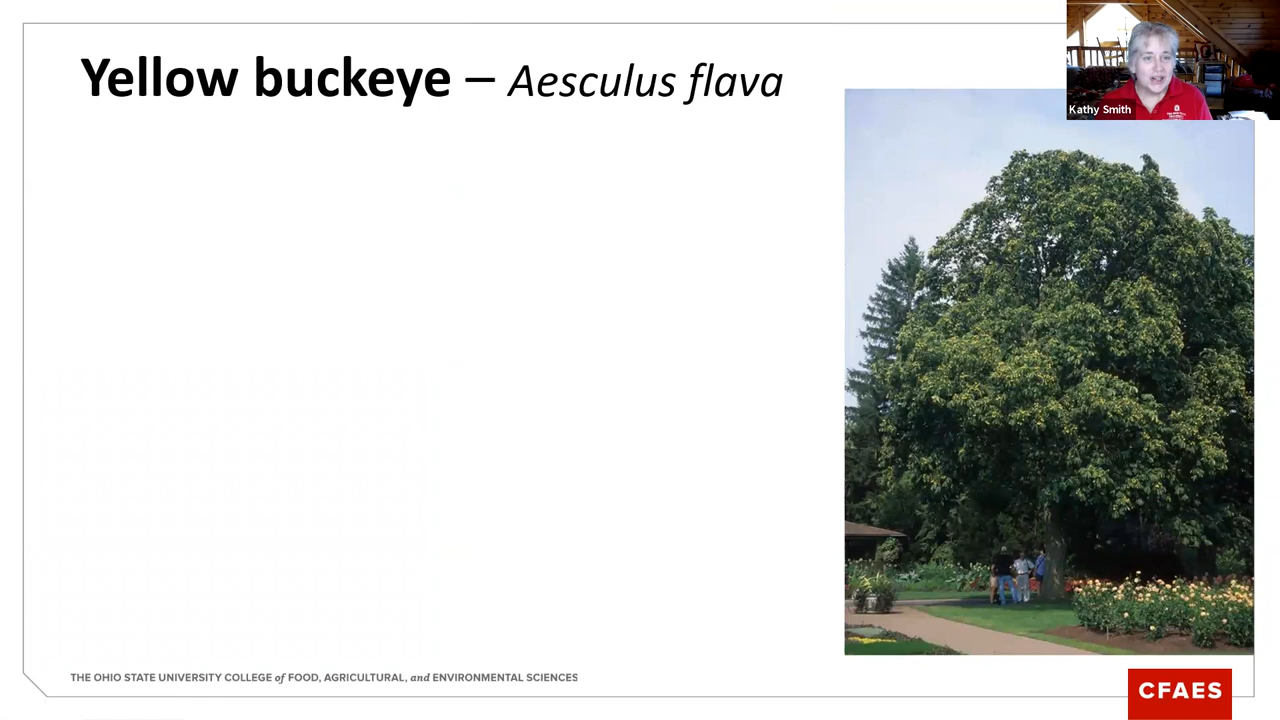 Yellow buckeye – Aesculus flava
Kathy Smith
THE OHIO STATE UNIVERSITY COLLEGE of FOOD, AGRICULTURAL, and ENVIRONMENTAL SCIENCES
CFAES